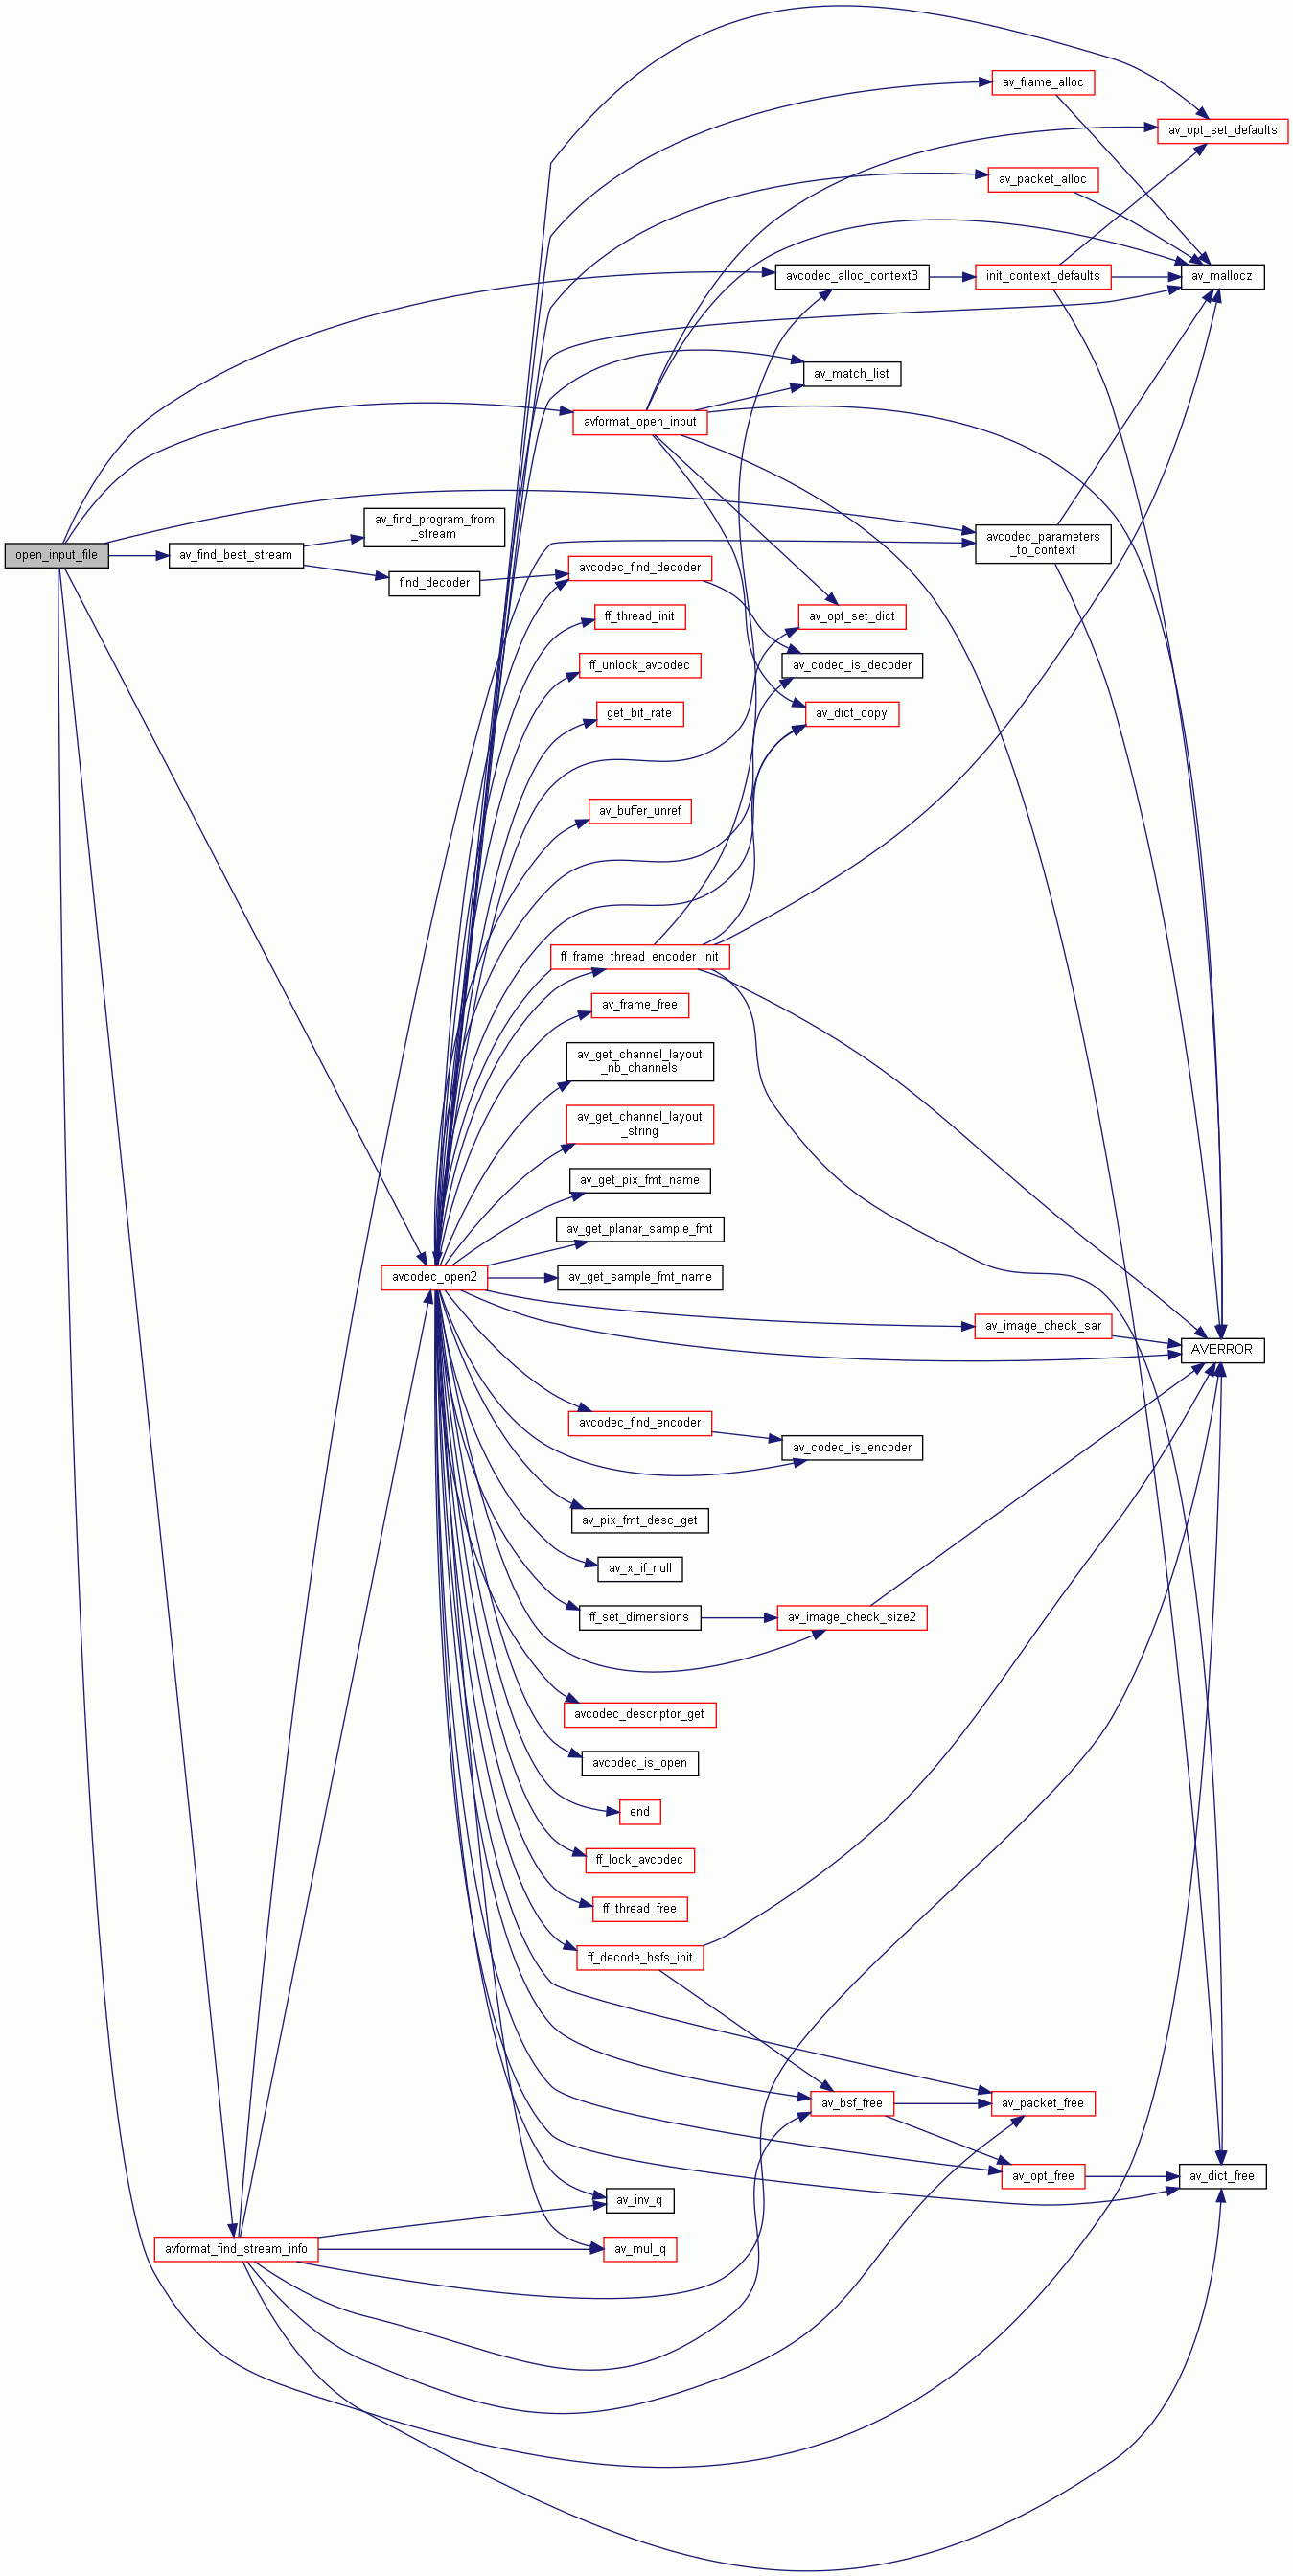 av_frame_alloc
av_opt_set_defaults
av_packet_alloc
avcodec_alloc_context3
init_context_defaults
av_mallocz
av_match_list
avformat_open_input
av_find_program_from
_stream
avcodec_parameters
_to_context
open_input_file
av_find_best_stream
find_decoder
avcodec_find_decoder
ff_thread_init
av_opt_set_dict
ff_unlock_avcodec
av_codec_is_decoder
get_bit_rate
av_dict_copy
av_buffer_unref
ff_frame_thread_encoder_init
av_frame_free
av_get_channel_layout
_nb_channels
av_get_channel_layout
_string
av_get_pix_fmt_name
av_get_planar_sample_fmt
avcodec_open2
av_get_sample_fmt_name
av_image_check_sar
AVERROR
avcodec_find_encoder
av_codec_is_encoder
av_pix_fmt_desc_get
av_x_if_null
ff_set_dimensions
av_image_check_size2
avcodec_descriptor_get
avcodec_is_open
end
ff_lock_avcodec
ff_thread_free
ff_decode_bsfs_init
av_bsf_free
av_packet_free
av_opt_free
av_dict_free
av_inv_q
avformat_find_stream_info
av_mul_q